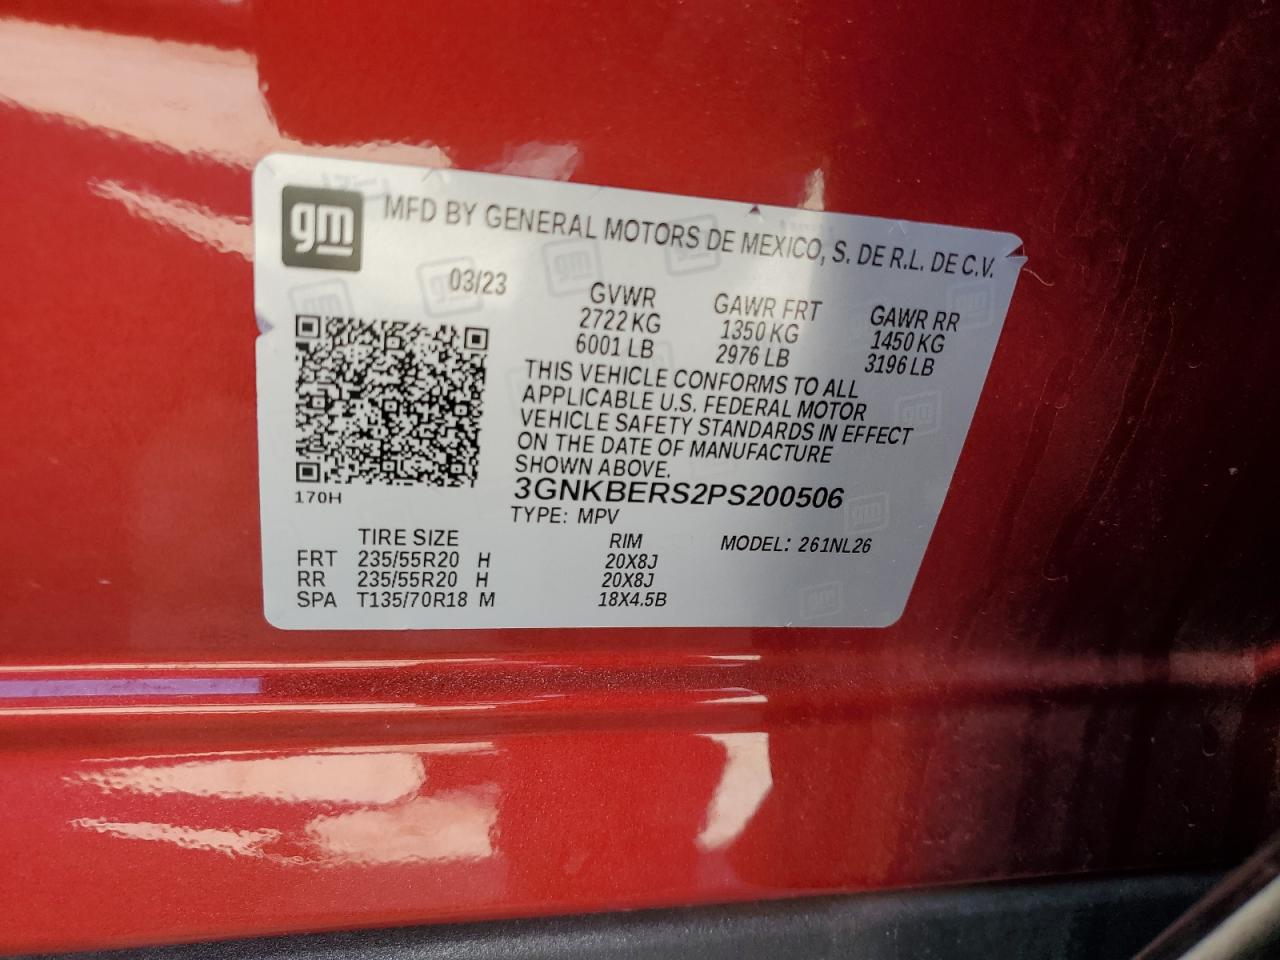 gm
MFD BY GENERAL MOTORS DE MEXICO, S. DE R.L. DE C.V.
03/23 GVWR GAWR FRT GAWR RR
2722 KG 1350 KG 1450 KG
6001 LB 2976 LB 3196 LB
THIS VEHICLE CONFORMS TO ALL
APPLICABLE U.S. FEDERAL MOTOR
VEHICLE SAFETY STANDARDS IN EFFECT
ON THE DATE OF MANUFACTURE
SHOWN ABOVE.
170H 3GNKBERS2PS200506
TYPE: MPV
TIRE SIZE RIM MODEL: 261NL26
FRT 235/55R20 H 20X8J
RR 235/55R20 H 20X8J
SPA T135/70R18 M 18X4.5B